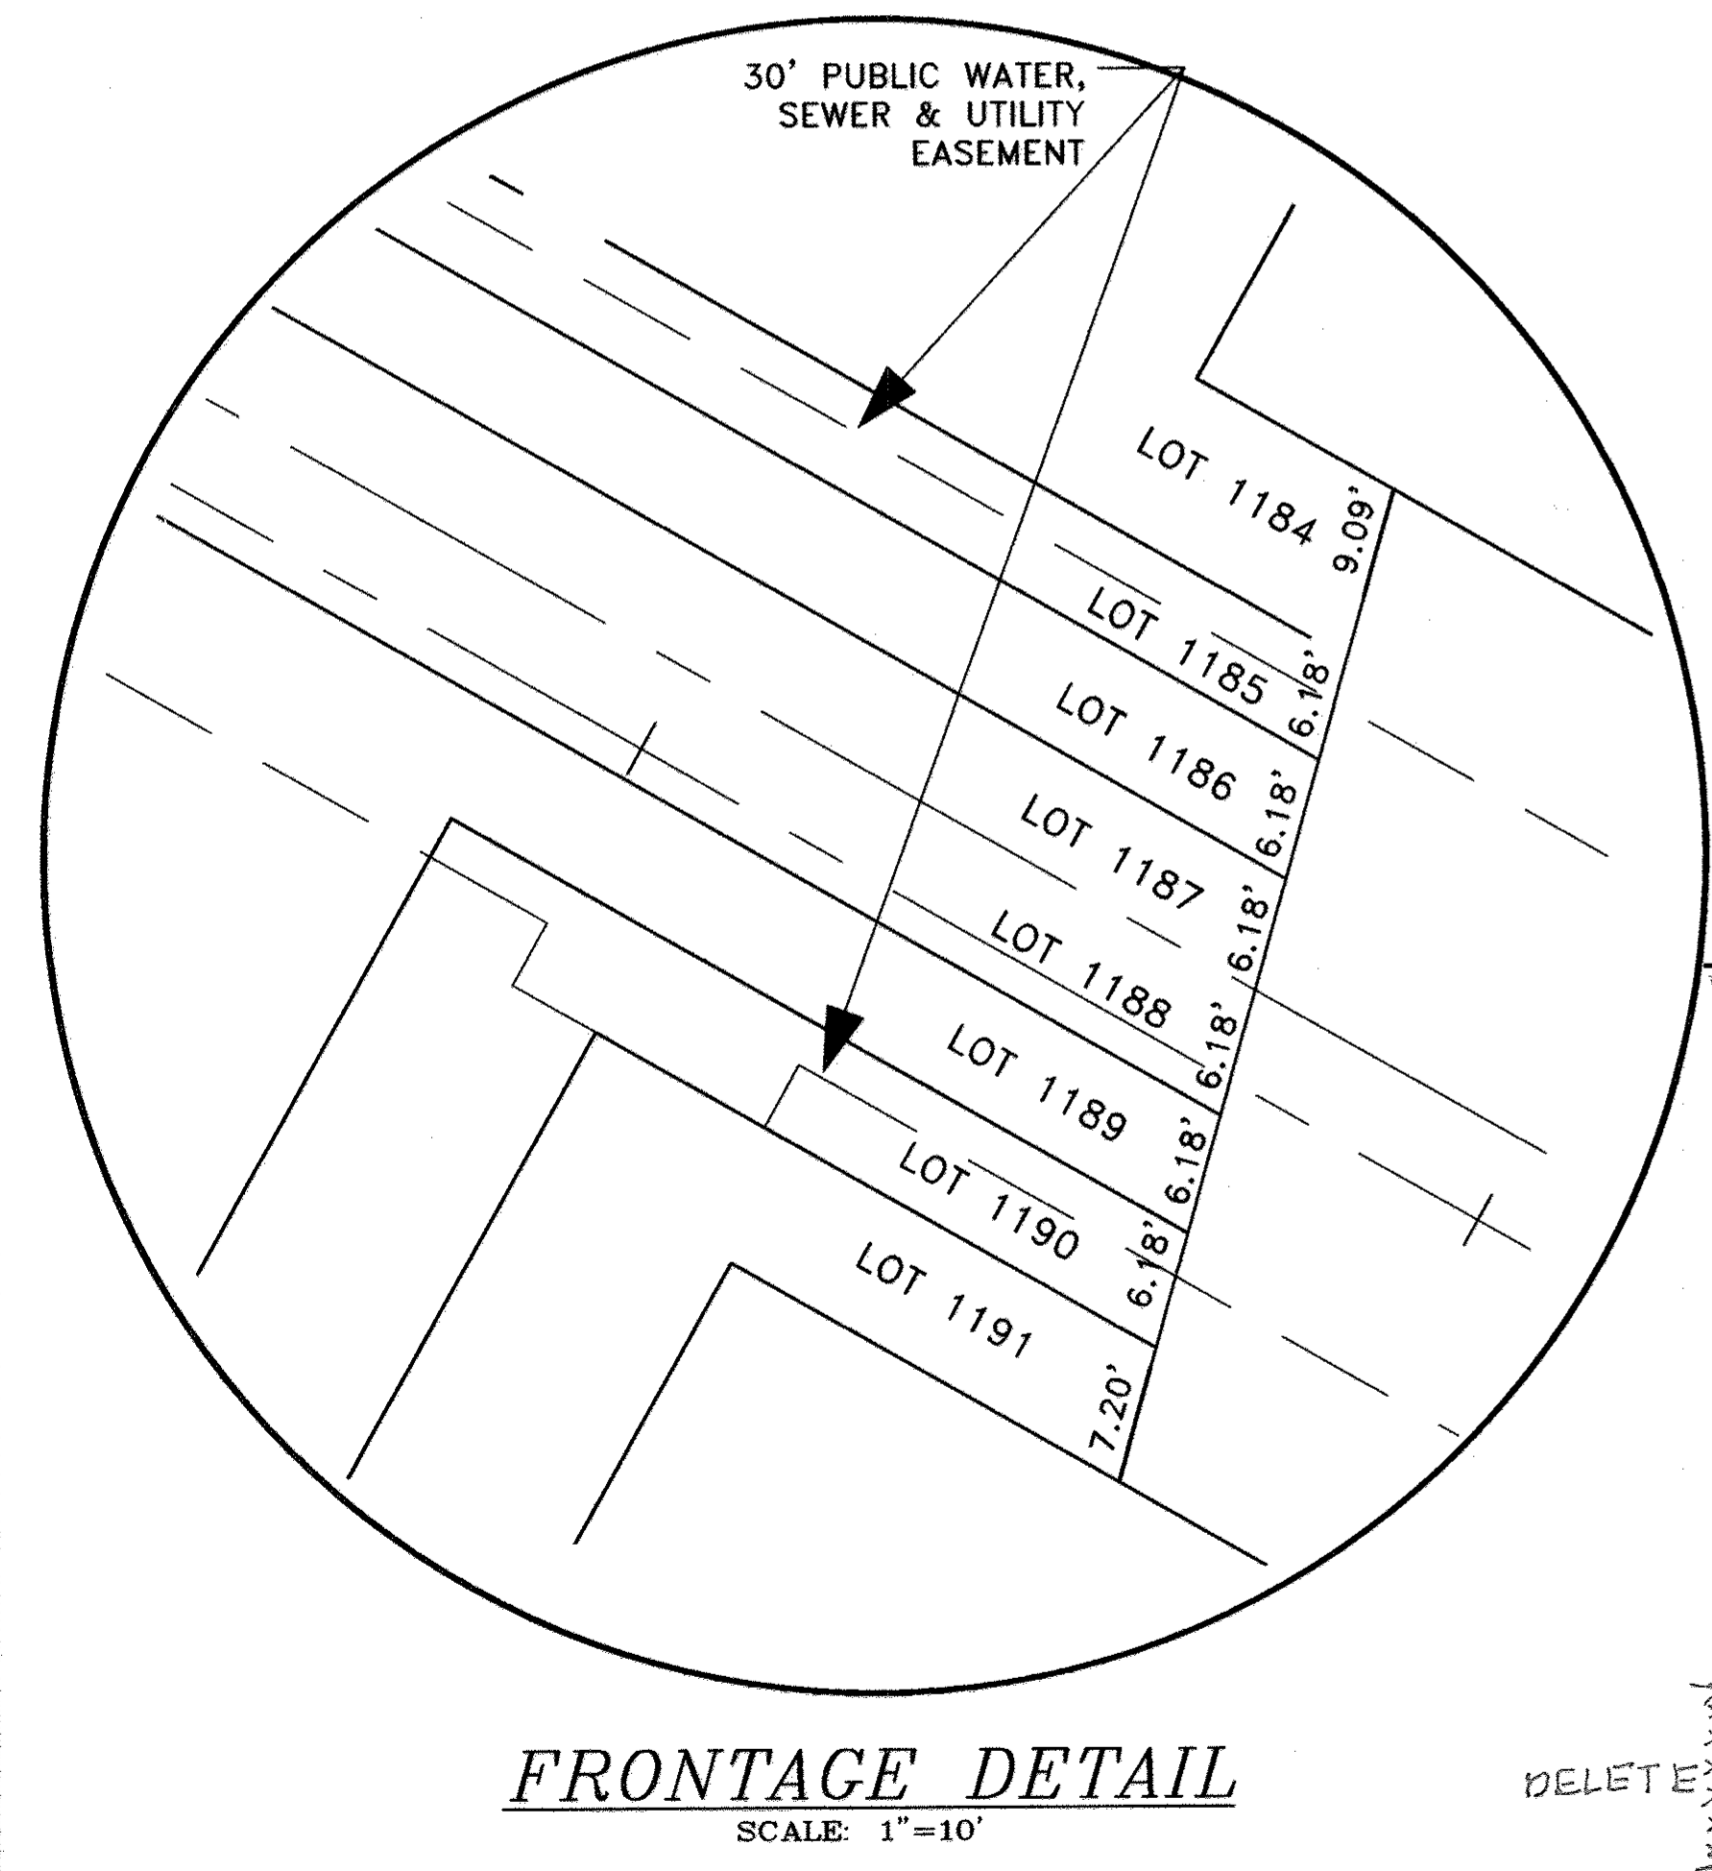 30' PUBLIC WATER,
SEWER & UTILITY
EASEMENT
LOT 1184
9.09'
LOT 1185
6.18'
LOT 1186
6.18'
LOT 1187
6.18'
LOT 1188
6.18'
LOT 1189
6.18'
LOT 1190
6.18'
LOT 1191
7.20'
FRONTAGE DETAIL
SCALE: 1"=10'
DELETE